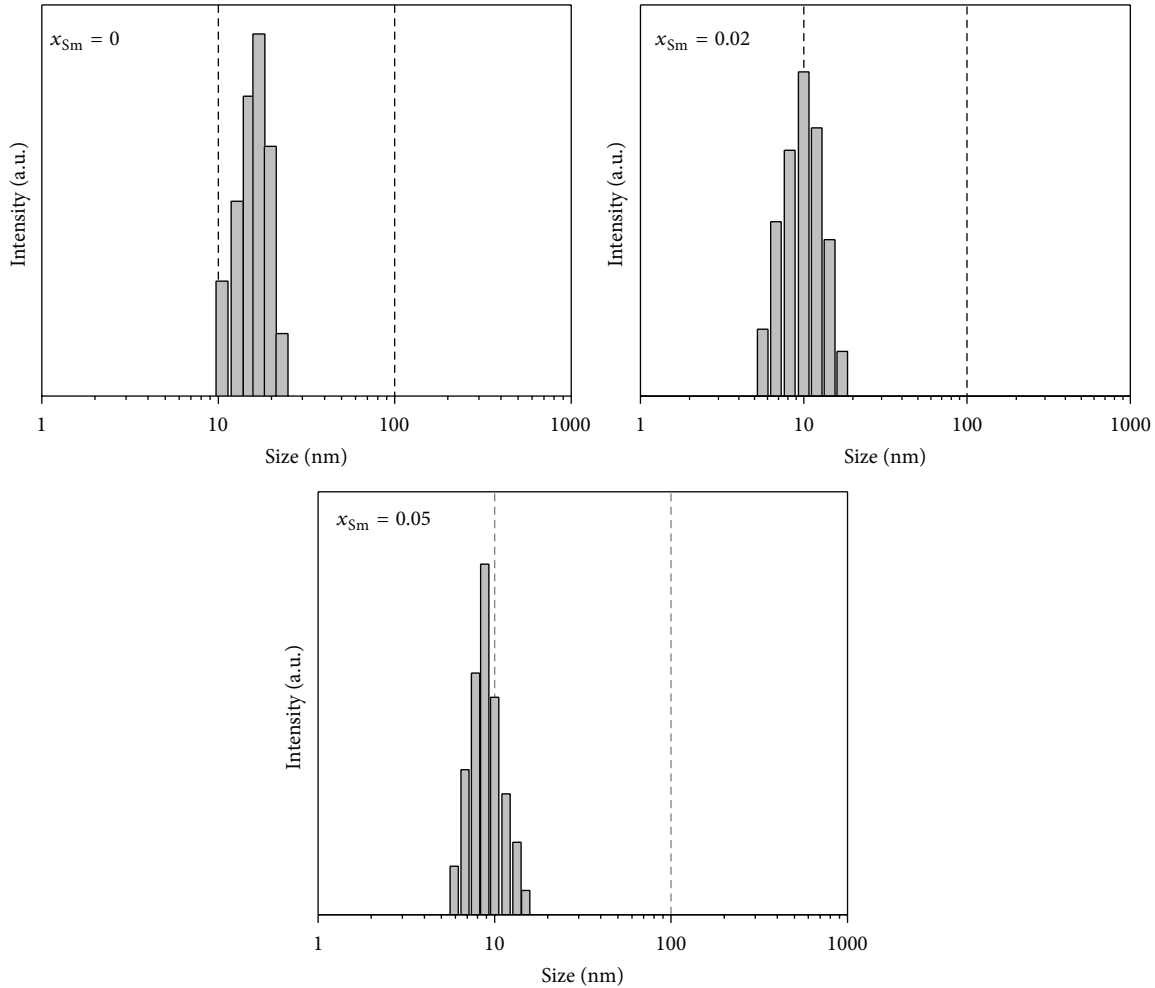 x_Sm = 0
Intensity (a.u.)
1 10 100 1000
Size (nm)
x_Sm = 0.02
Intensity (a.u.)
1 10 100 1000
Size (nm)
x_Sm = 0.05
Intensity (a.u.)
1 10 100 1000
Size (nm)